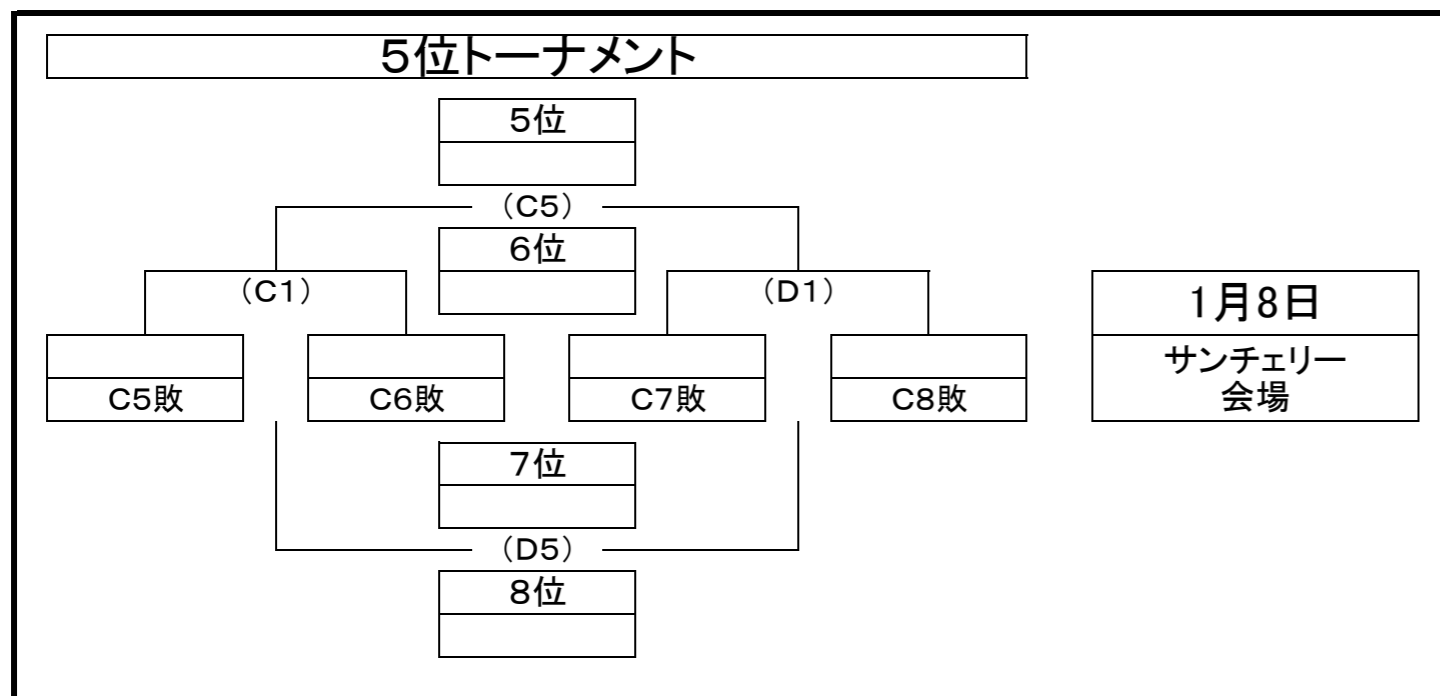 ５位トーナメント
５位
（Ｃ５）
６位
（Ｃ１）
（Ｄ１）
１月８日
サンチェリー
会場
Ｃ５敗
Ｃ６敗
Ｃ７敗
Ｃ８敗
７位
（Ｄ５）
８位